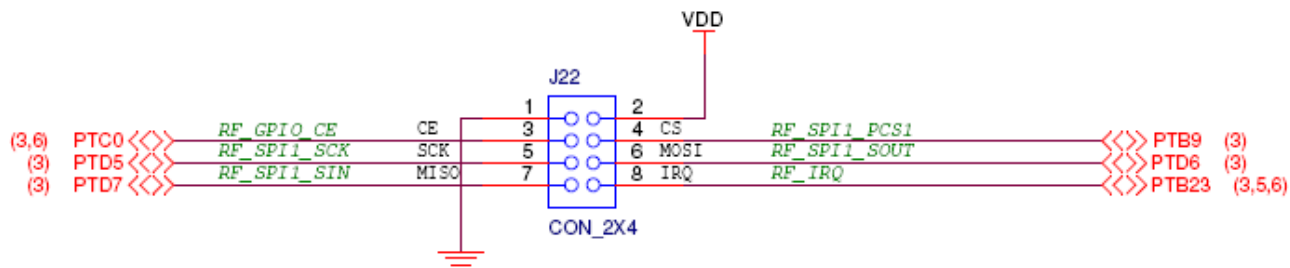 VDD
J22
1 2
(3,6) PTC0 RF_GPIO_CE CE 3 4 CS RF_SPI1_PCS1 PTB9 (3)
(3) PTD5 RF_SPI1_SCK SCK 5 6 MOSI RF_SPI1_SOUT PTD6 (3)
(3) PTD7 RF_SPI1_SIN MISO 7 8 IRQ RF_IRQ PTB23 (3,5,6)
CON_2X4